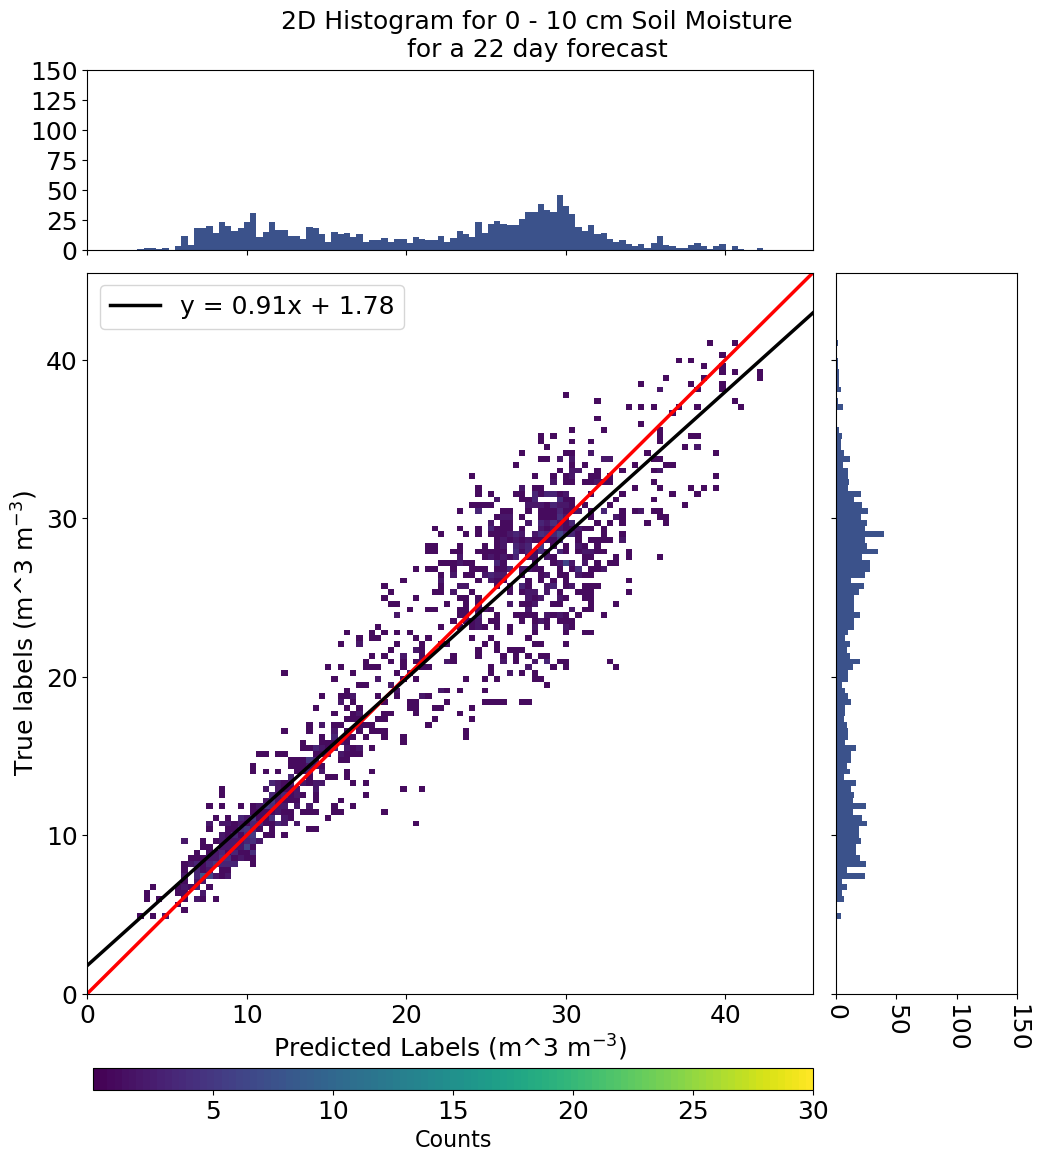 2D Histogram for 0 - 10 cm Soil Moisture
for a 22 day forecast
150
125
100
75
50
25
0
y = 0.91x + 1.78
40
30
20
10
0
True labels (m^3 m⁻³)
0 10 20 30 40
Predicted Labels (m^3 m⁻³)
0 50 100 150
5 10 15 20 25 30
Counts